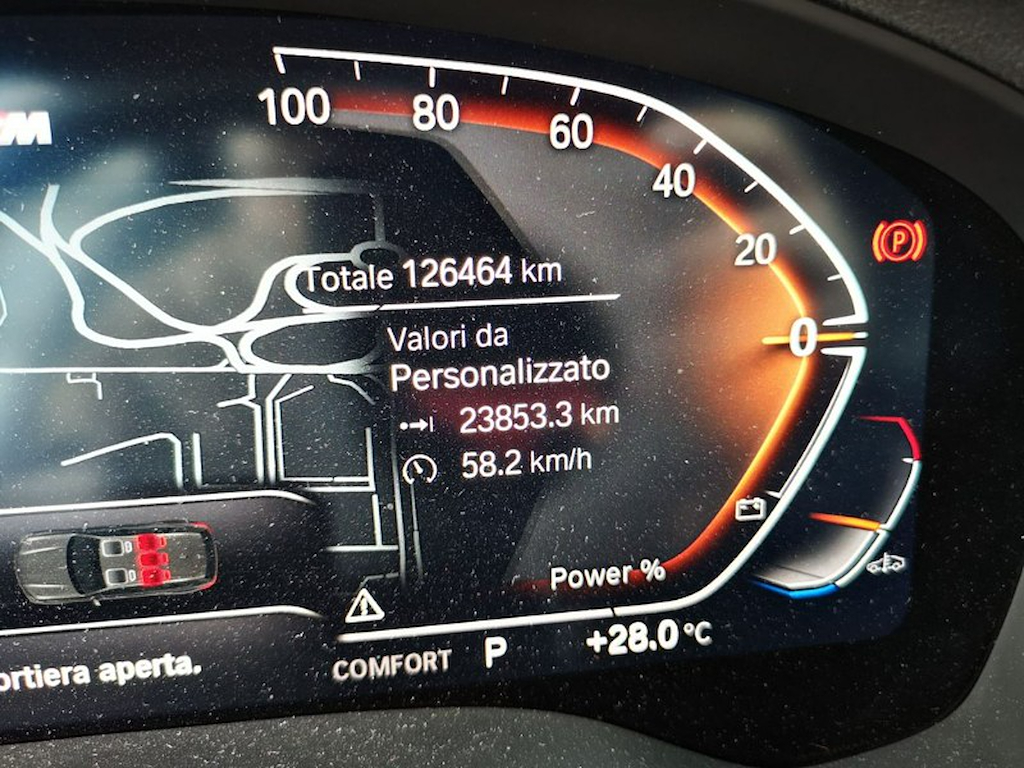 M
100
80
60
40
20
0
P
Totale 126464 km
Valori da
Personalizzato
23853.3 km
58.2 km/h
Power %
+28.0 °C
COMFORT
P
ortiera aperta.